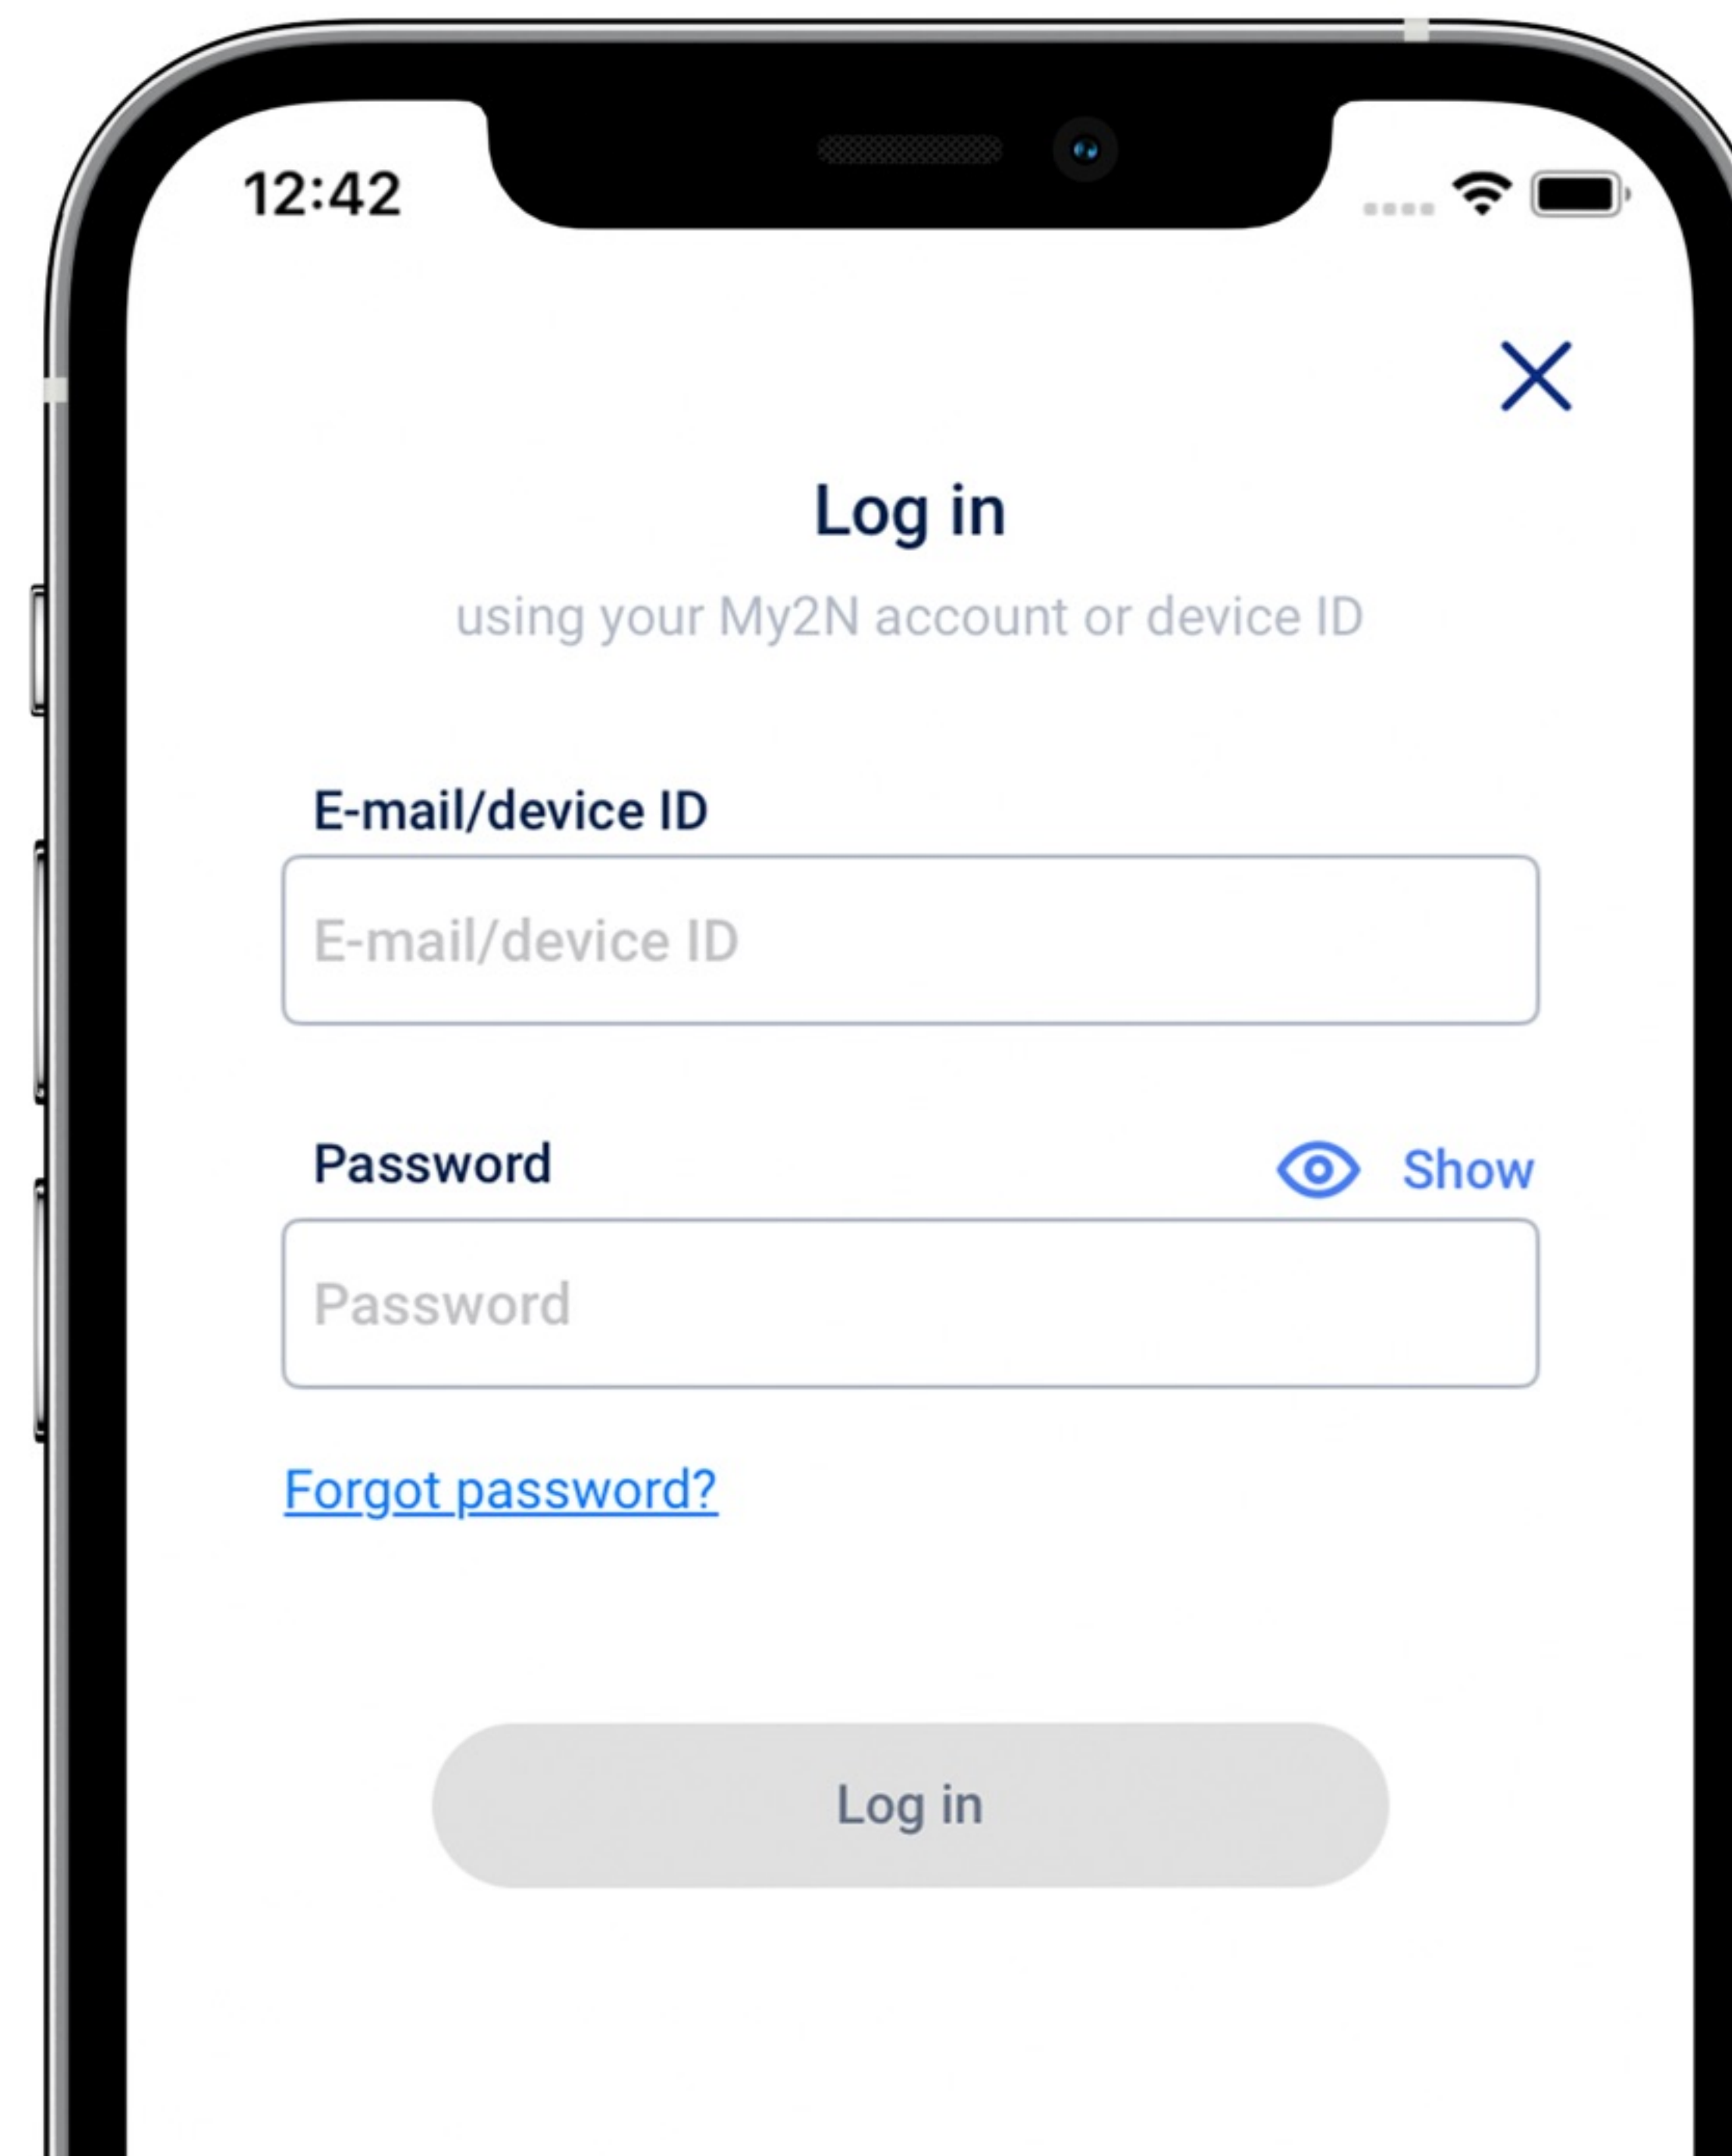 12:42
Log in
using your My2N account or device ID
E-mail/device ID
E-mail/device ID
Password
Show
Password
Forgot password?
Log in